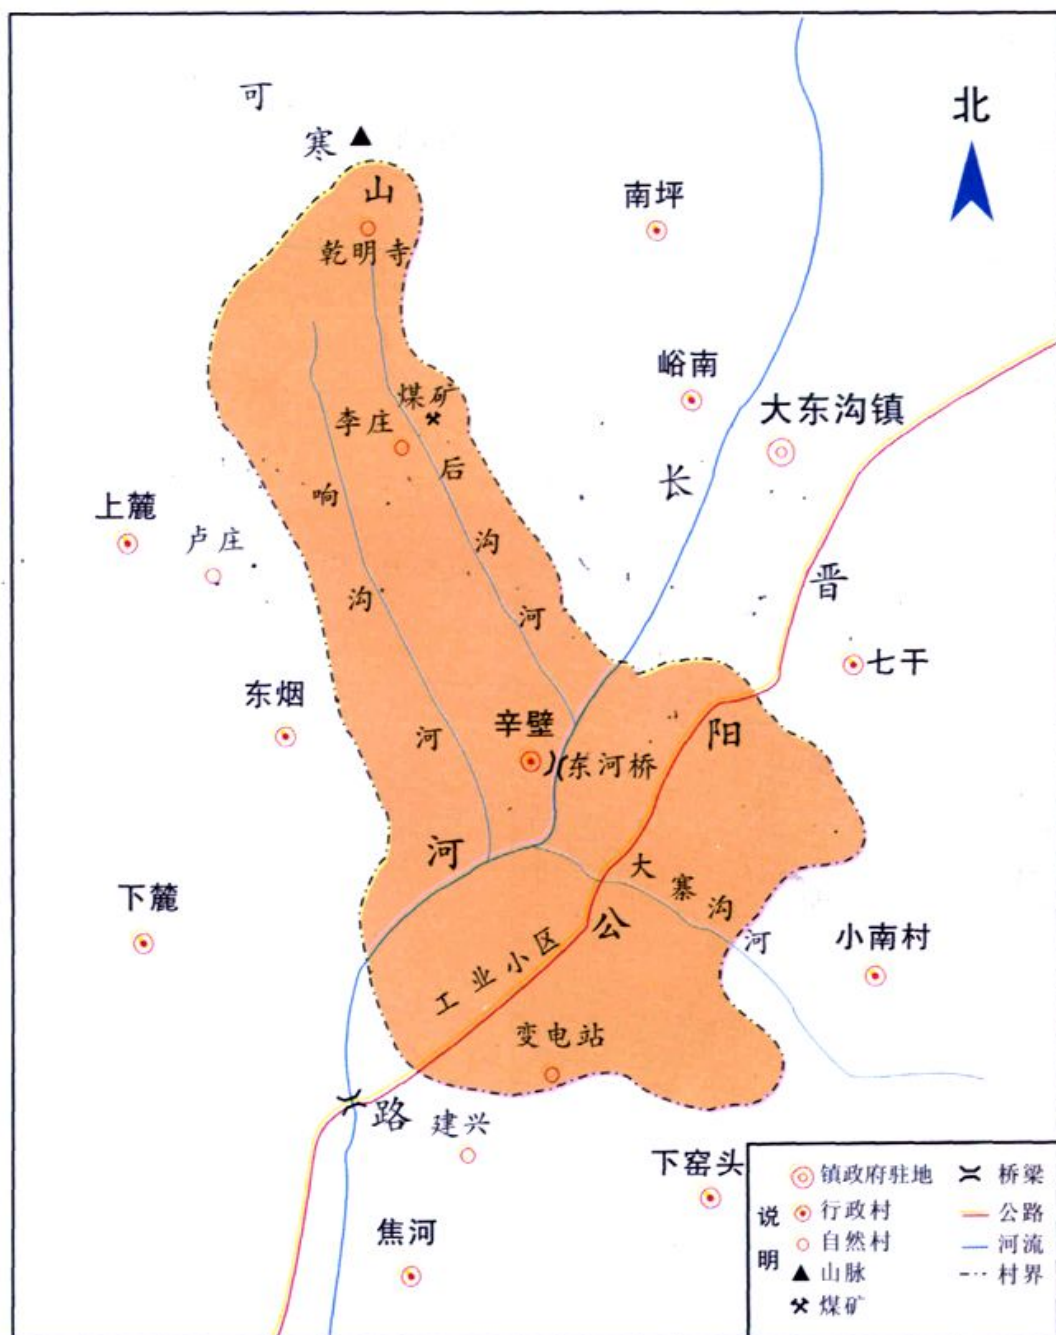 可寒山
北
南坪
乾明寺
峪南
煤矿
大东沟镇
李庄
后沟河
长河
响沟河
上麓
卢庄
晋阳公路
七干
东烟
辛壁
东河桥
大寨沟河
下麓
小南村
工业小区
变电站
建兴
下窑头
焦河
说明
镇政府驻地
桥梁
行政村
公路
自然村
河流
山脉
村界
煤矿